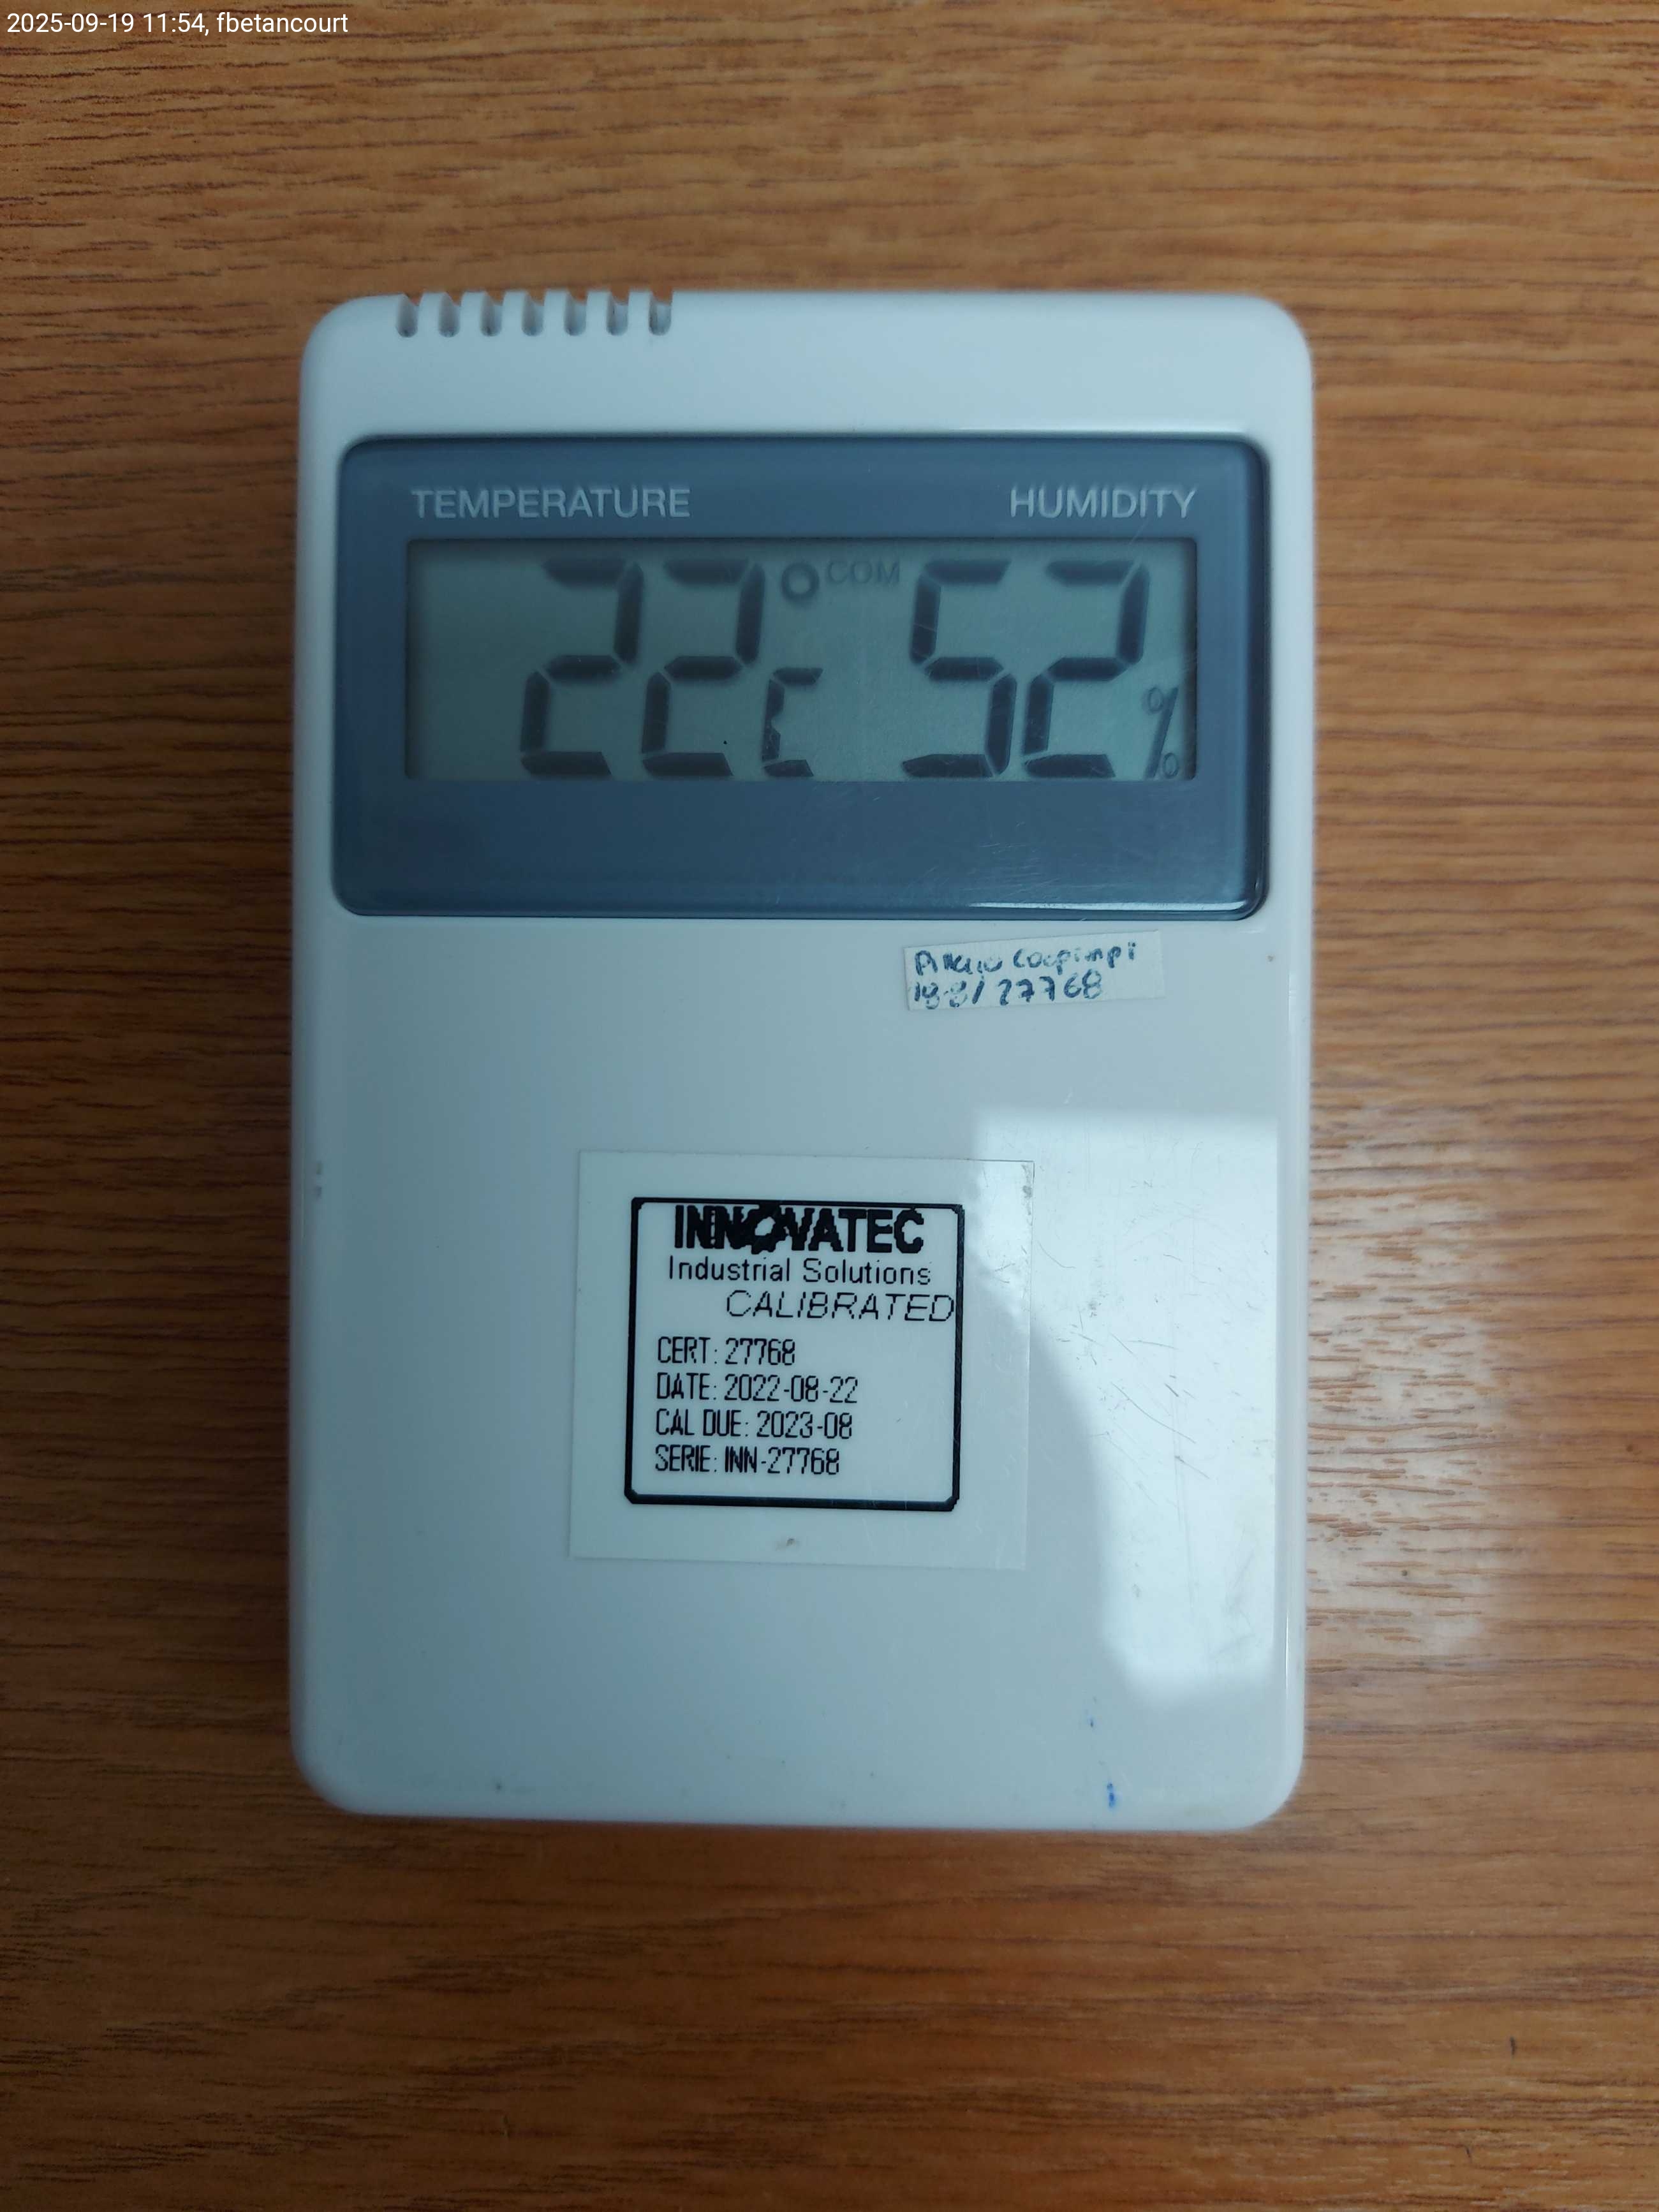 2025-09-19 11:54, fbetancourt
TEMPERATURE HUMIDITY
22°C COM 52%
27768
INNOVATEC
Industrial Solutions
CALIBRATED
CERT: 27768
DATE: 2022-08-22
CAL DUE: 2023-08
SERIE: INN-27768